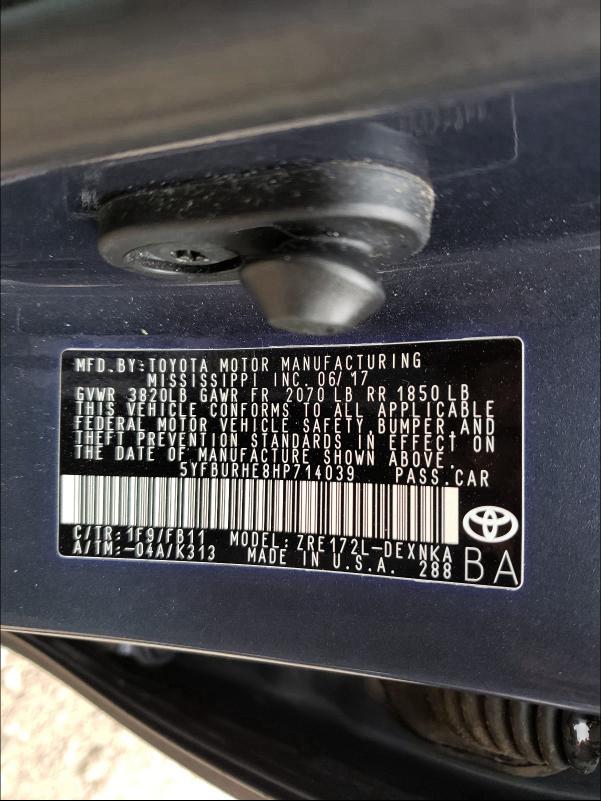 MFD. BY: TOYOTA MOTOR MANUFACTURING
MISSISSIPPI INC. 06/17
GVWR 3820LB GAWR FR 2070 LB RR 1850 LB
THIS VEHICLE CONFORMS TO ALL APPLICABLE
FEDERAL MOTOR VEHICLE SAFETY BUMPER AND
THEFT PREVENTION STANDARDS IN EFFECT ON
THE DATE OF MANUFACTURE SHOWN ABOVE.
5YFBURHE8HP714039 PASS. CAR
C/TR: 1F9/FB11 MODEL: ZRE172L-DEXNKA
A/TM: -04A/K313 MADE IN U.S.A. 288
BA